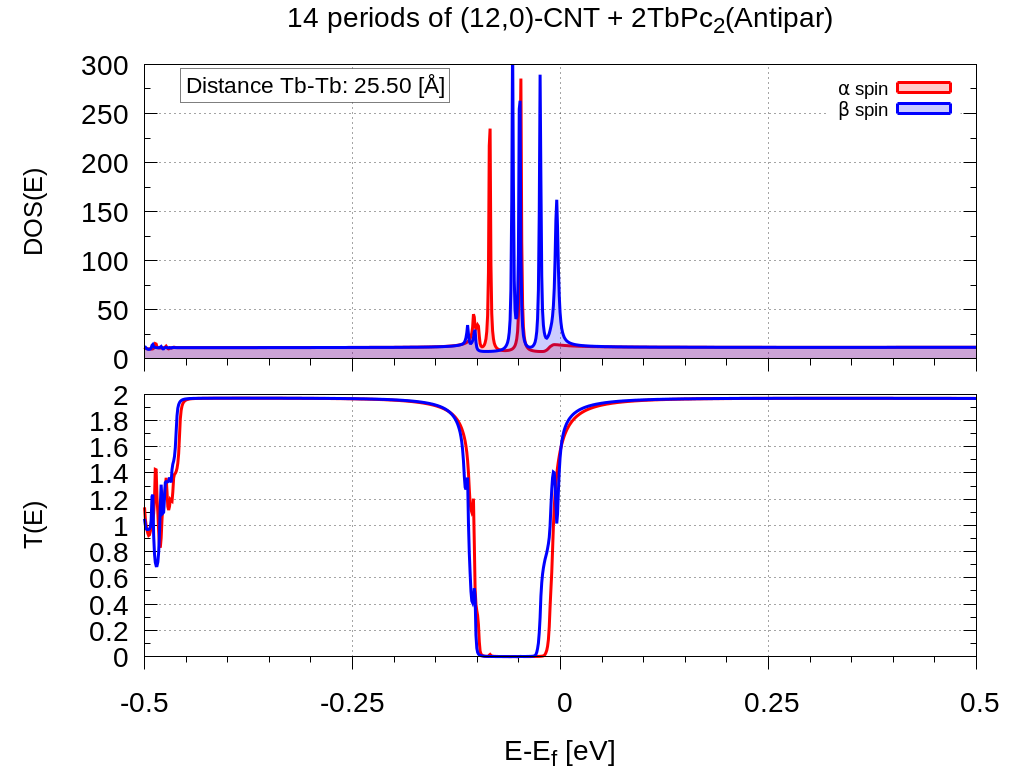 14 periods of (12,0)-CNT + 2TbPc2(Antipar)
Distance Tb-Tb: 25.50 [Å]
α spin
β spin
DOS(E)
300
250
200
150
100
50
0
T(E)
2
1.8
1.6
1.4
1.2
1
0.8
0.6
0.4
0.2
0
-0.5 -0.25 0 0.25 0.5
E-Ef [eV]